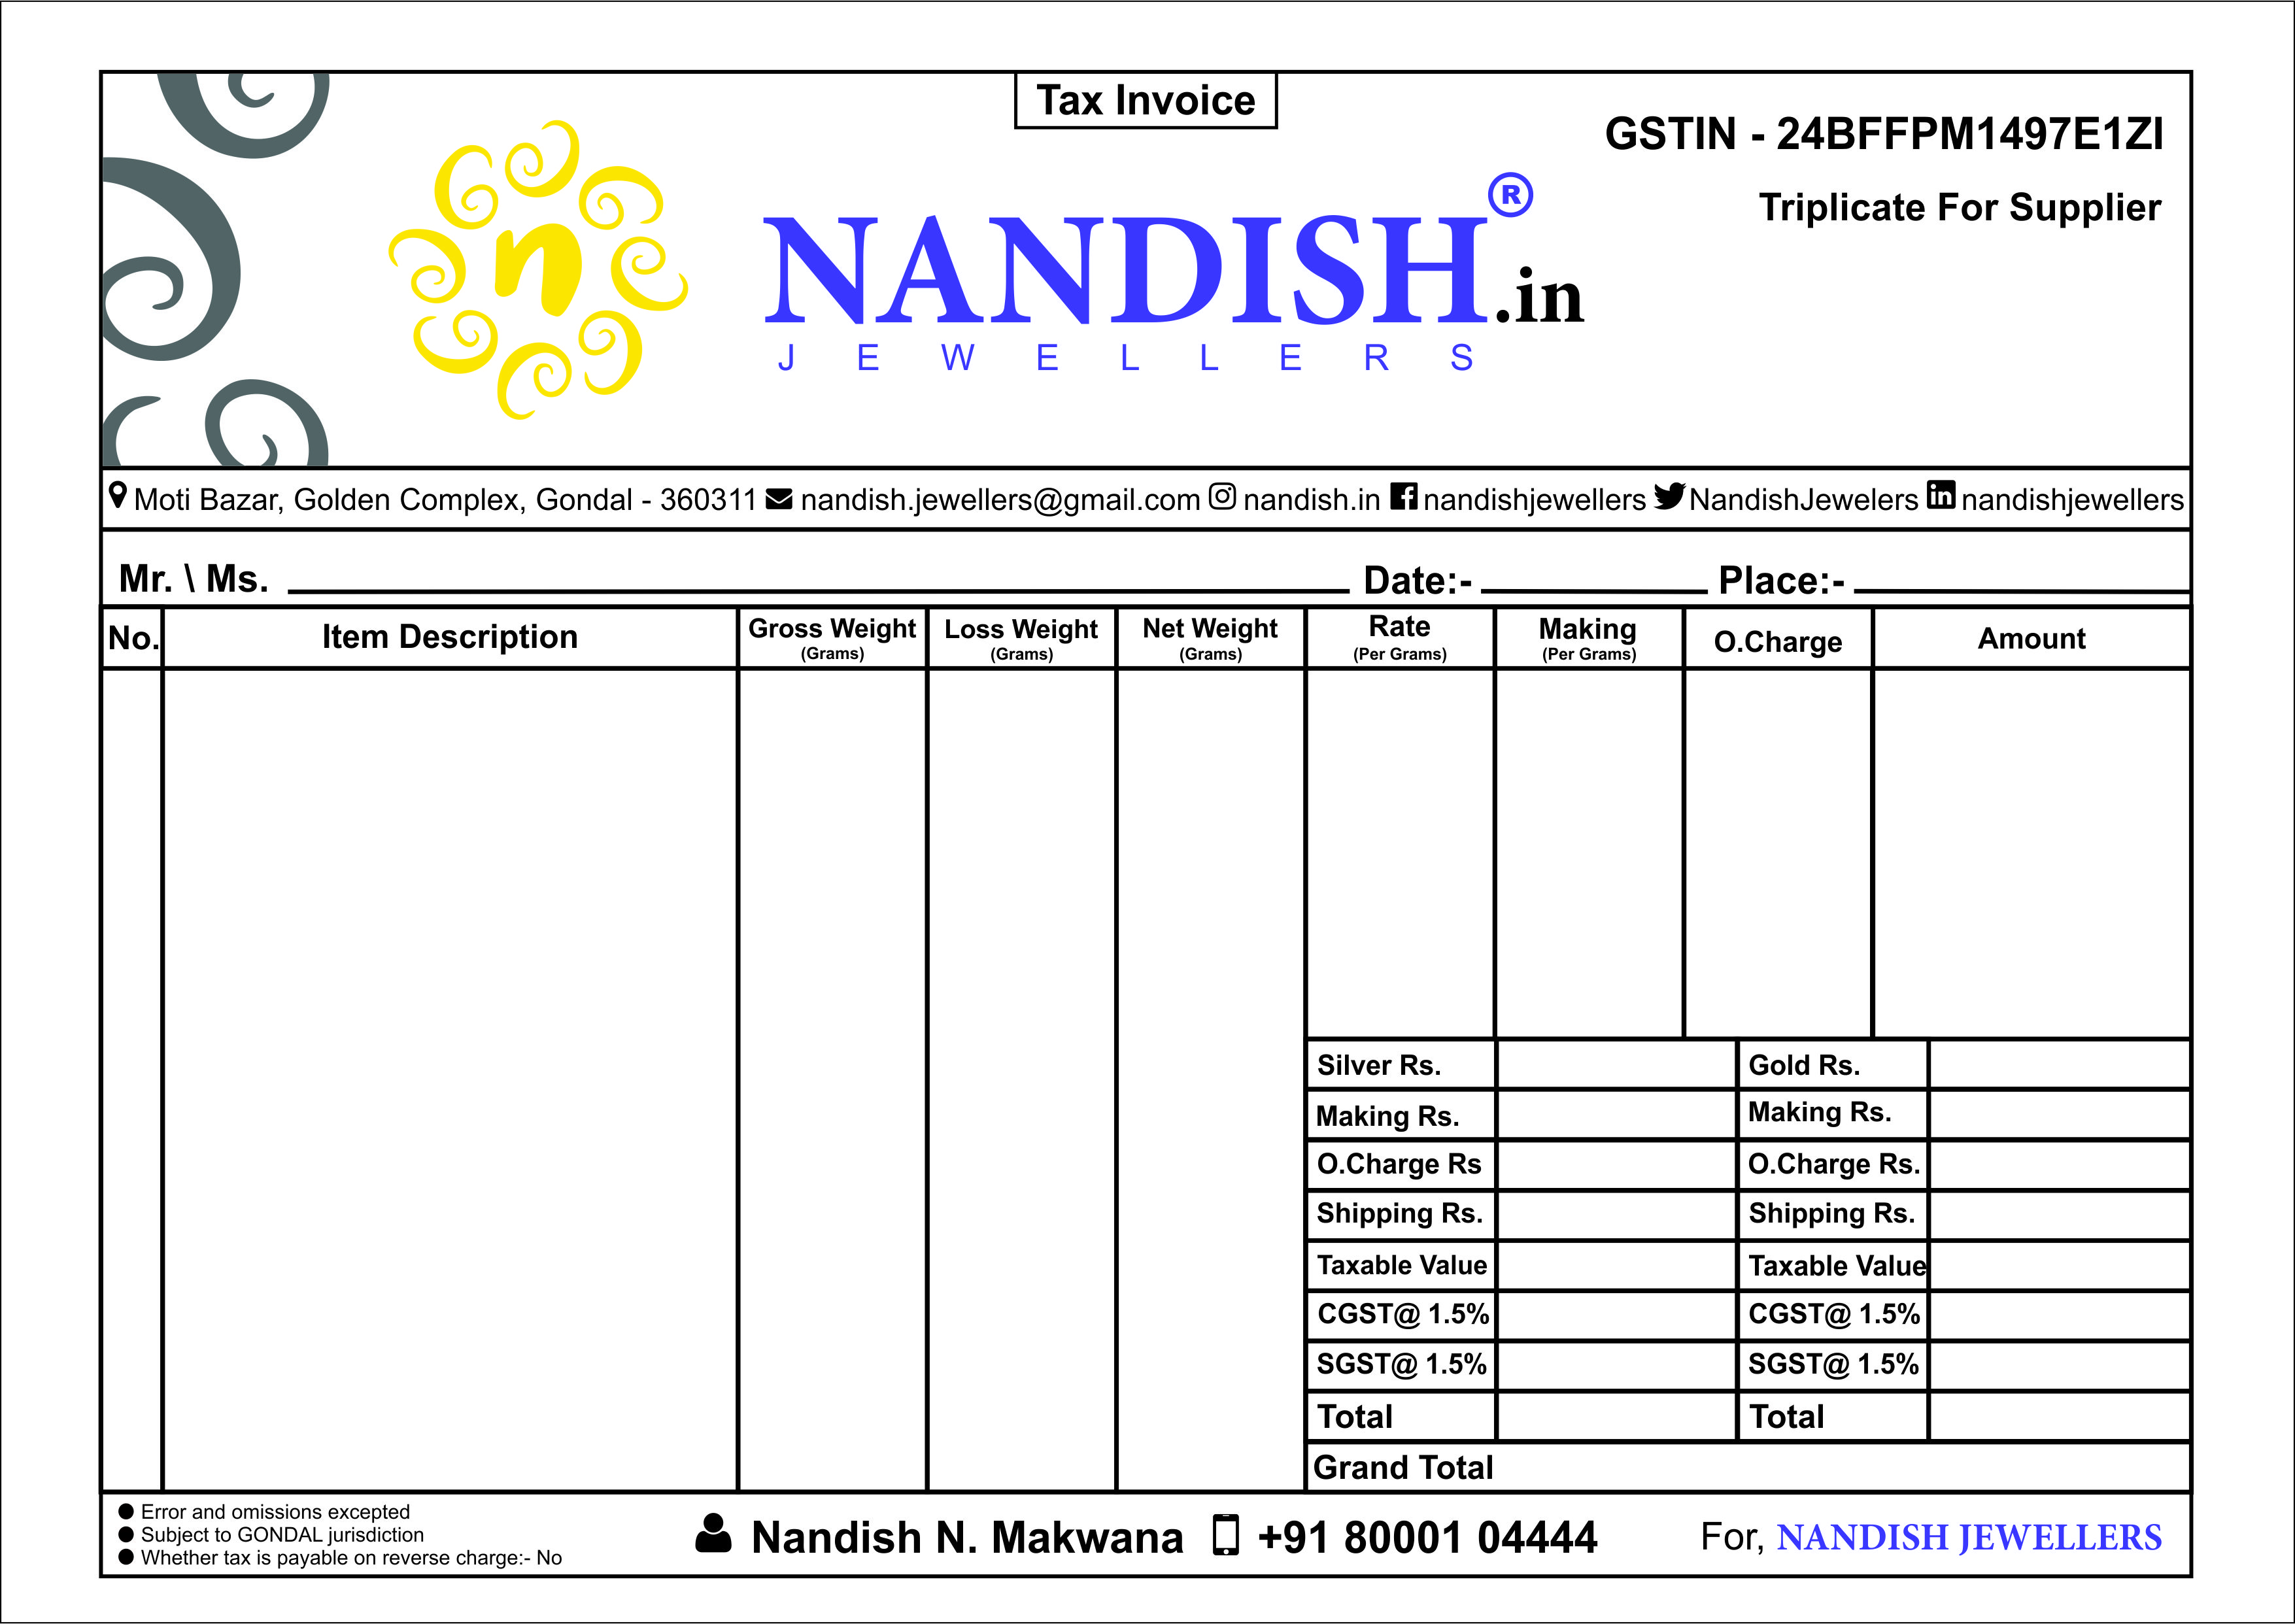 Tax Invoice
GSTIN - 24BFFPM1497E1ZI
Triplicate For Supplier
n
NANDISH®.in
JEWELLERS
Moti Bazar, Golden Complex, Gondal - 360311 nandish.jewellers@gmail.com nandish.in nandishjewellers NandishJewelers nandishjewellers
Mr. \ Ms. Date:- Place:-
No. Item Description Gross Weight (Grams) Loss Weight (Grams) Net Weight (Grams) Rate (Per Grams) Making (Per Grams) O.Charge Amount
Silver Rs. Gold Rs.
Making Rs. Making Rs.
O.Charge Rs O.Charge Rs.
Shipping Rs. Shipping Rs.
Taxable Value Taxable Value
CGST@ 1.5% CGST@ 1.5%
SGST@ 1.5% SGST@ 1.5%
Total Total
Grand Total
● Error and omissions excepted
● Subject to GONDAL jurisdiction
● Whether tax is payable on reverse charge:- No
Nandish N. Makwana +91 80001 04444
For, NANDISH JEWELLERS